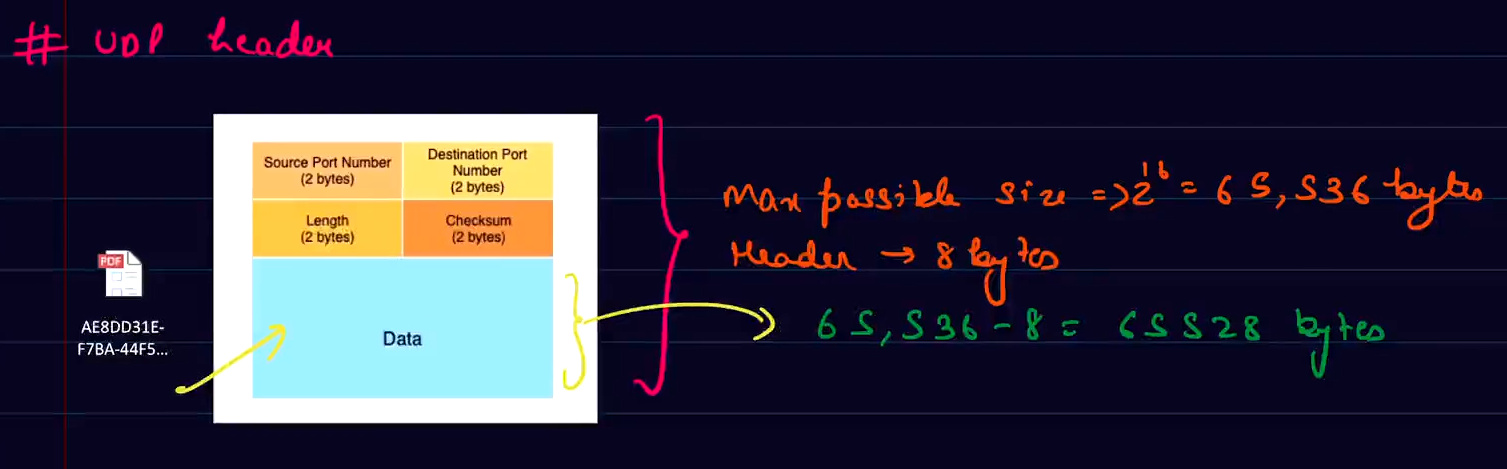 # UDP header
Source Port Number
(2 bytes)
Destination Port
Number
(2 bytes)
Length
(2 bytes)
Checksum
(2 bytes)
Data
PDF
AE8DD31E-
F7BA-44F5...
Max possible size => 2^16 = 65,536 bytes
Header → 8 bytes
65,536 - 8 = 65528 bytes